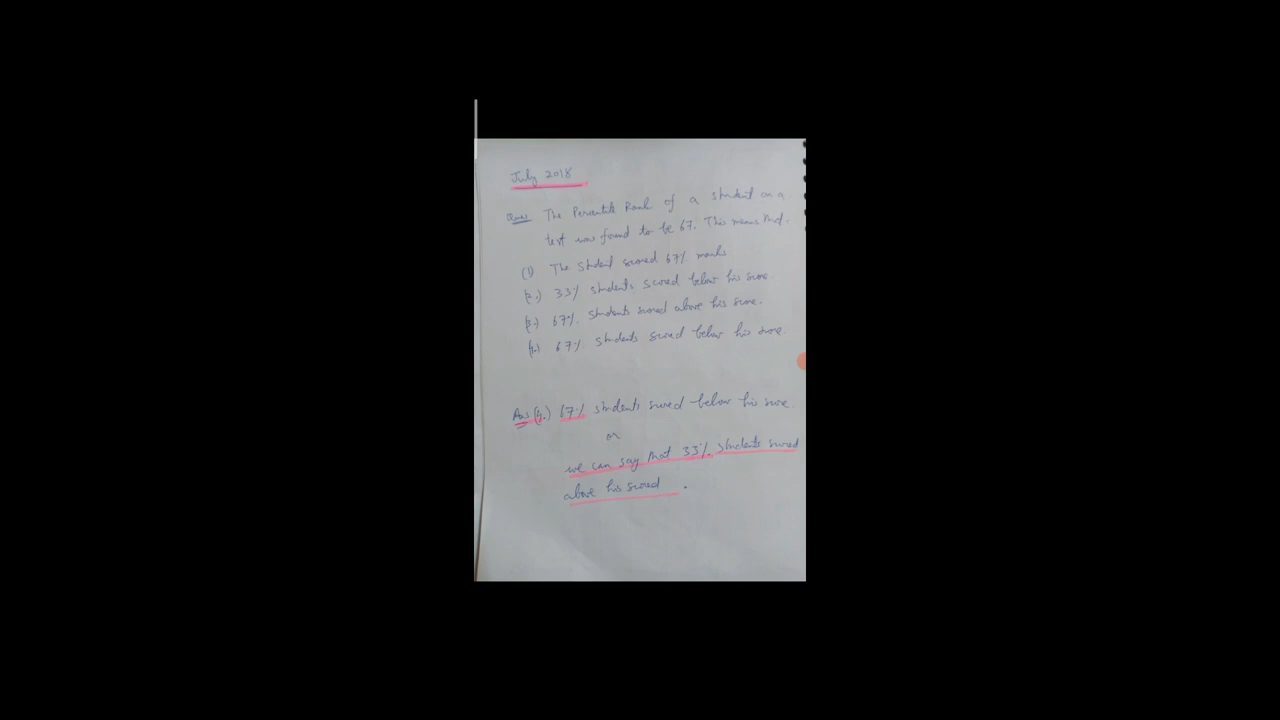 July 2018
Ques The Percentile Rank of a student on a
test was found to be 67. This means that.
(1) The student scored 67% marks
(2.) 33% students scored below his score.
(3.) 67%. students scored above his score.
(4.) 67% students scored below his score.
Ans (4.) 67% students scored below his score.
or
we can say that 33% students scored
above his scored .